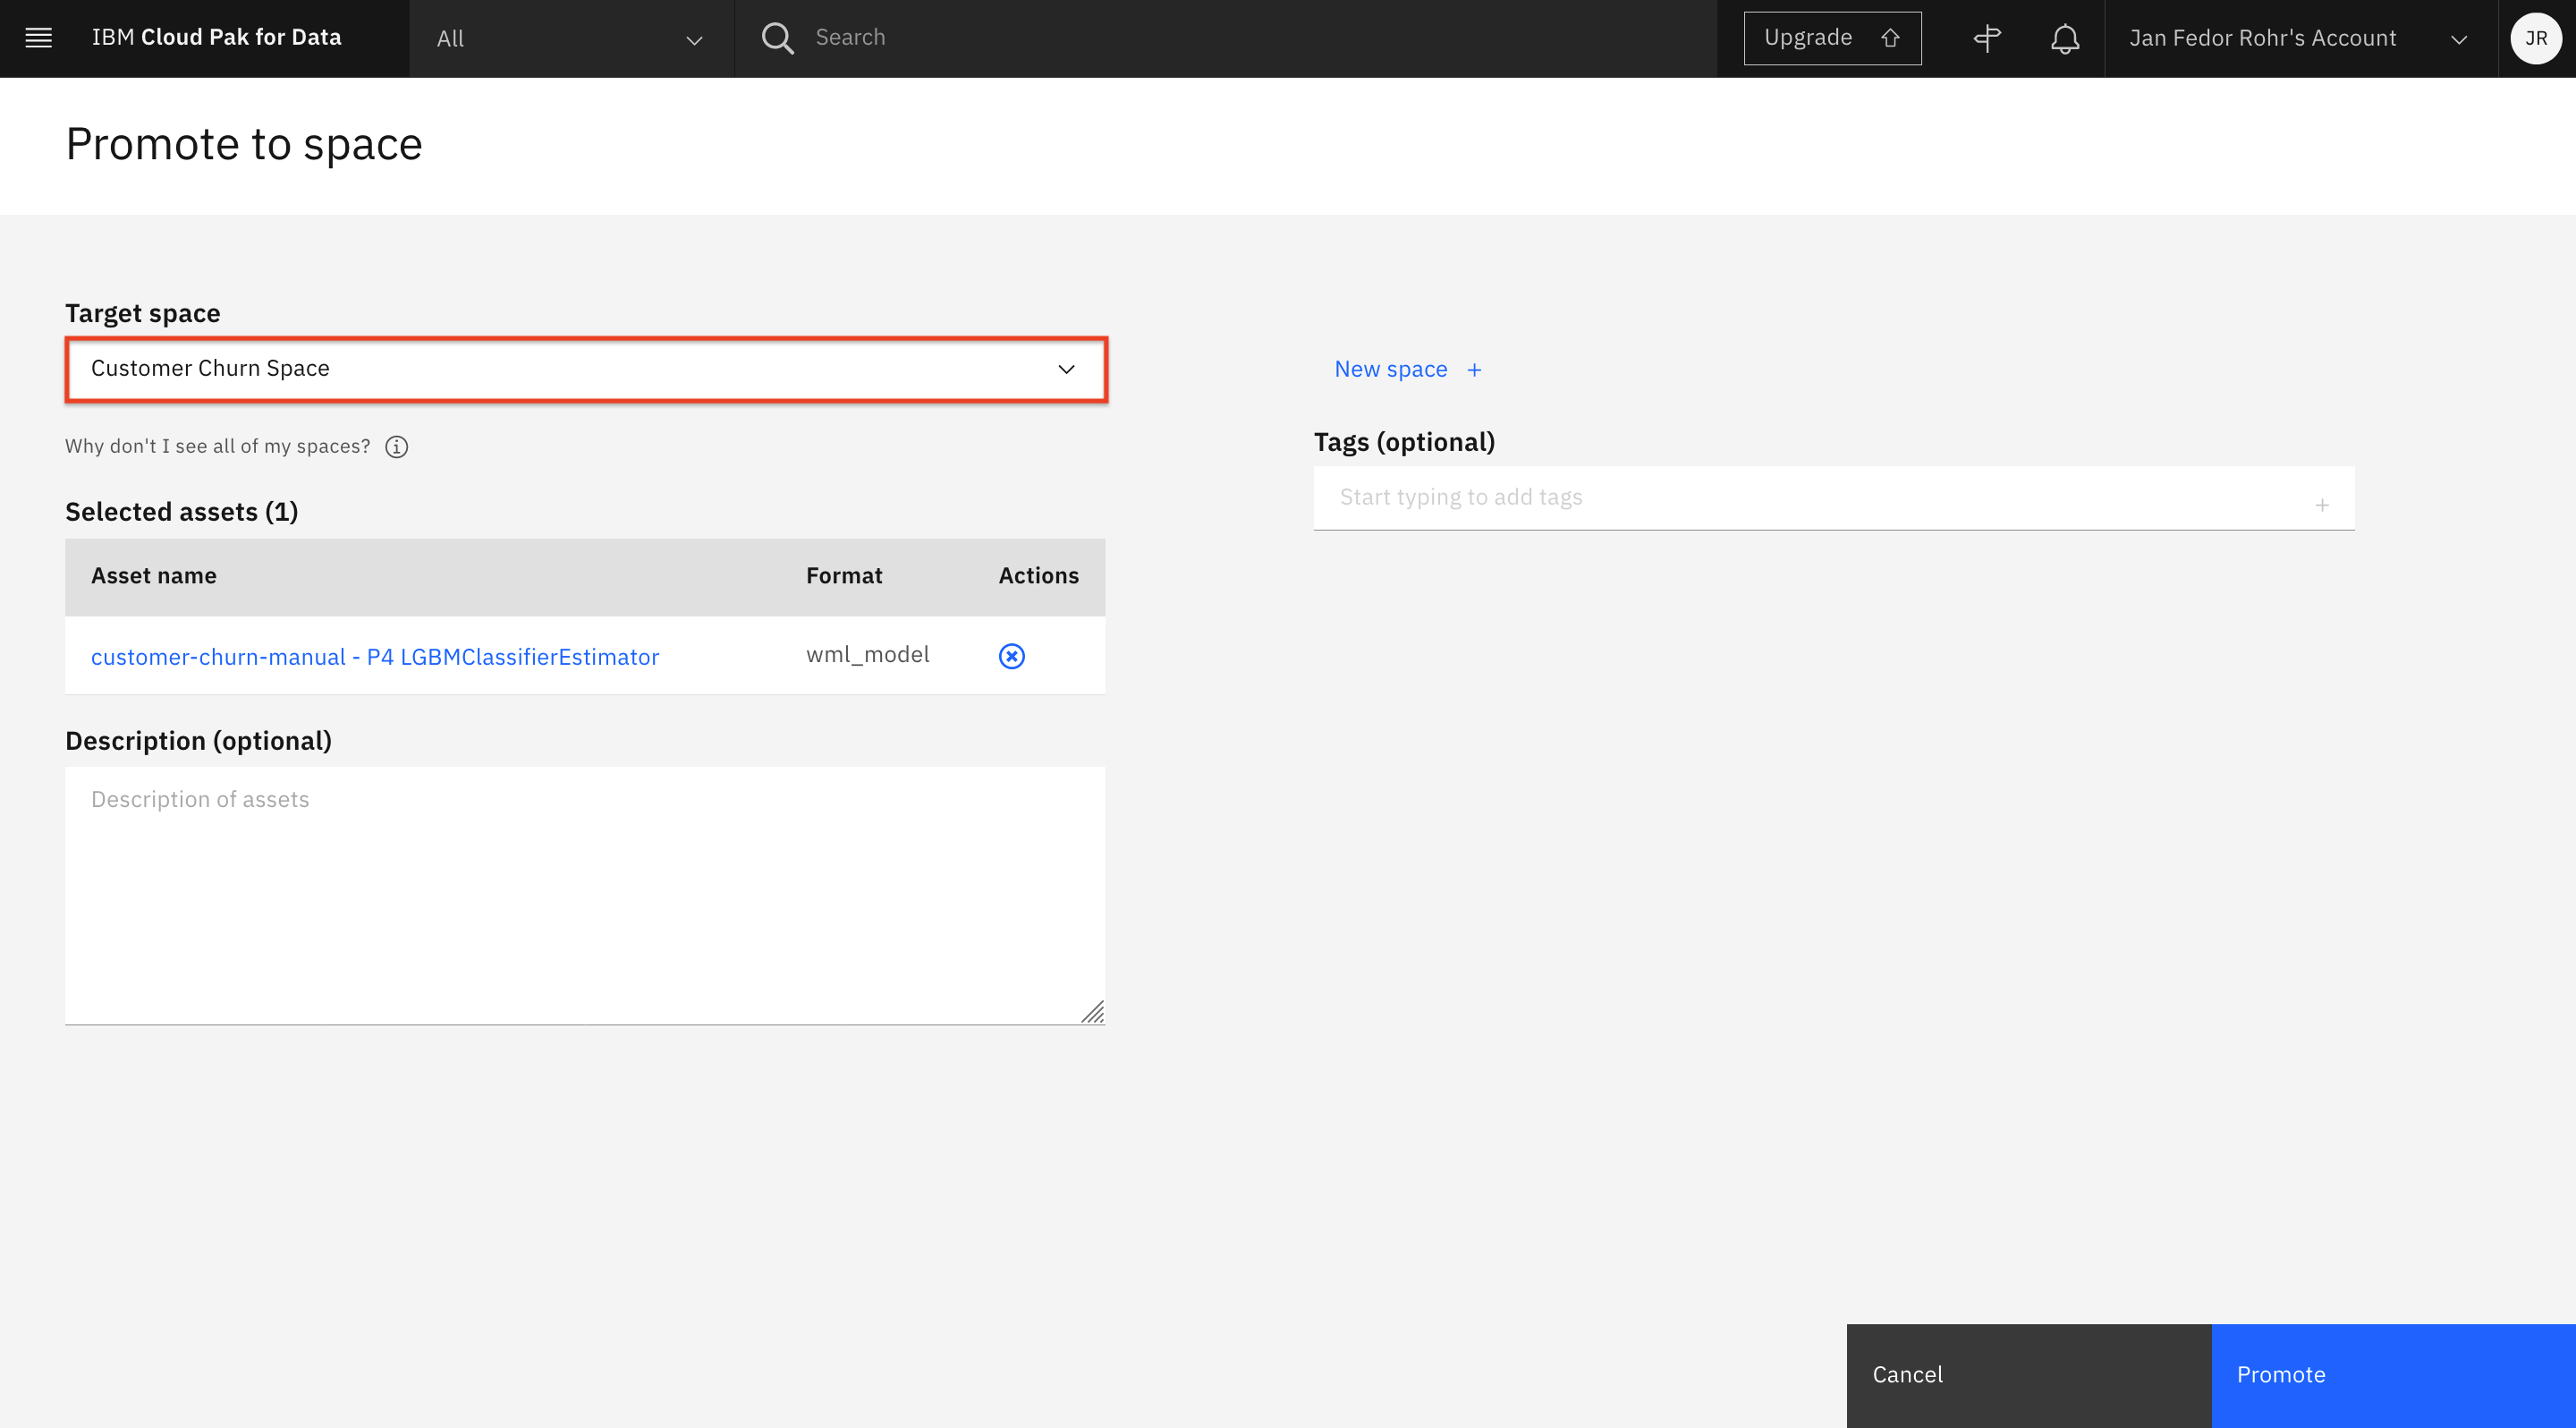 IBM Cloud Pak for Data
All
Search
Upgrade
Jan Fedor Rohr's Account
JR
Promote to space
Target space
Customer Churn Space
New space +
Why don't I see all of my spaces?
Tags (optional)
Start typing to add tags
Selected assets (1)
Asset name Format Actions
customer-churn-manual - P4 LGBMClassifierEstimator wml_model
Description (optional)
Description of assets
Cancel
Promote